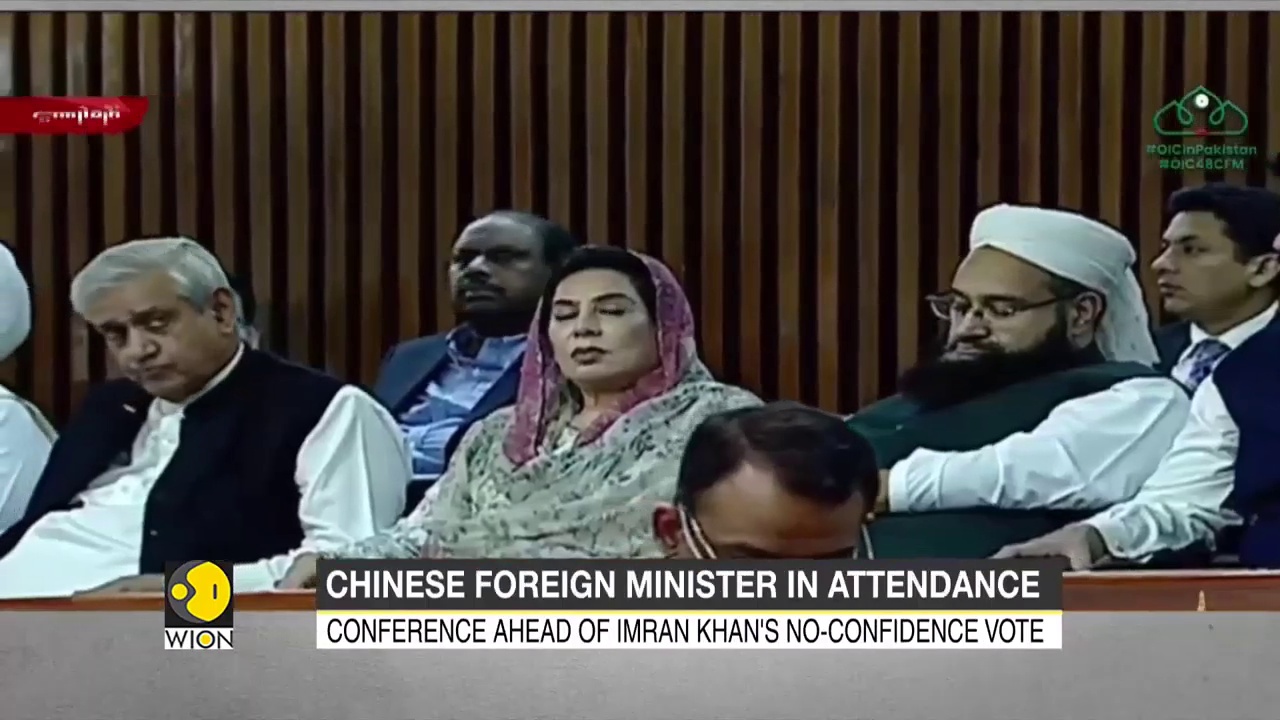 #OICinPakistan
#OIC48CFM
WION
CHINESE FOREIGN MINISTER IN ATTENDANCE
CONFERENCE AHEAD OF IMRAN KHAN'S NO-CONFIDENCE VOTE